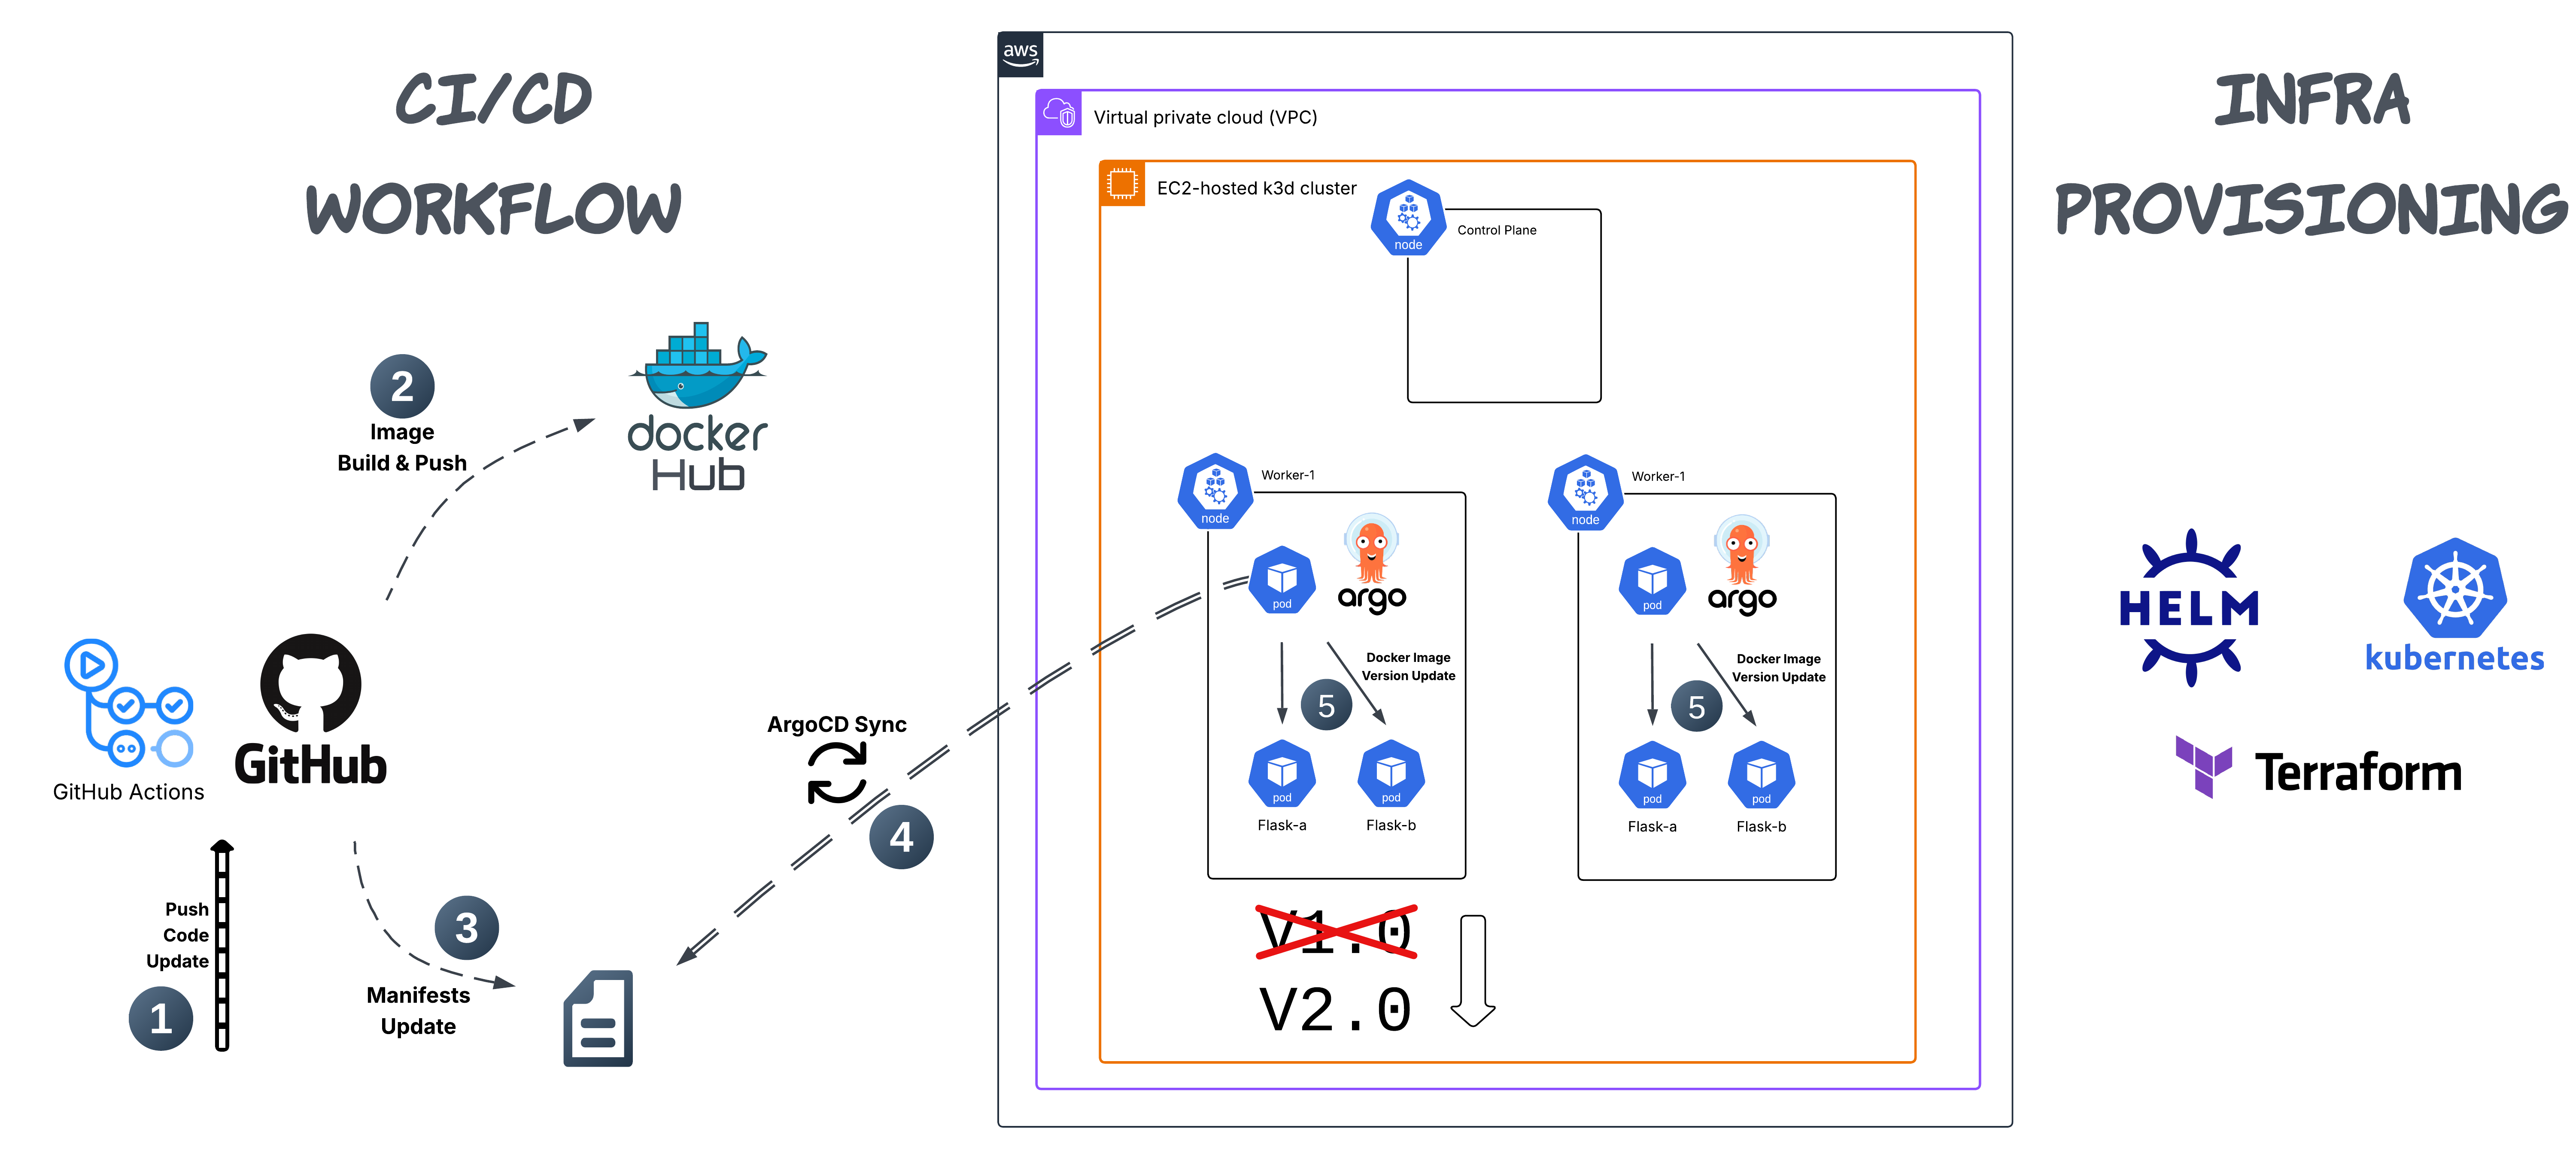 CI/CD
WORKFLOW
2
Image
Build & Push
docker
Hub
GitHub Actions
GitHub
Push
Code
Update
1
3
Manifests
Update
ArgoCD Sync
4
aws
Virtual private cloud (VPC)
EC2-hosted k3d cluster
node
Control Plane
node
Worker-1
pod
argo
Docker Image
Version Update
5
pod
pod
Flask-a
Flask-b
node
Worker-1
pod
argo
Docker Image
Version Update
5
pod
pod
Flask-a
Flask-b
V1.0
V2.0
INFRA
PROVISIONING
HELM
kubernetes
Terraform